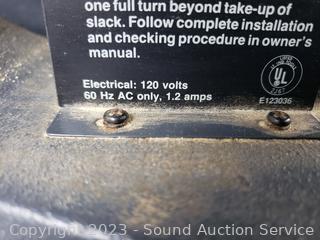 one full turn beyond take-up of
slack. Follow complete installation
and checking procedure in owner's
manual.
Electrical: 120 volts
60 Hz AC only, 1.2 amps
UL
E123036
Copyright 2023 - Sound Auction Service